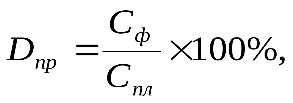 D_пр = C_ф / C_пл × 100%,